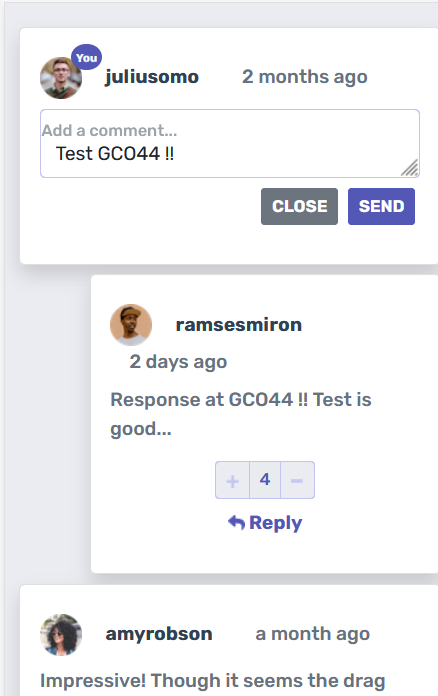 You
juliusomo 2 months ago
Add a comment...
Test GCO44 !!
CLOSE SEND
ramsesmiron
2 days ago
Response at GCO44 !! Test is
good...
+ 4 −
Reply
amyrobson a month ago
Impressive! Though it seems the drag